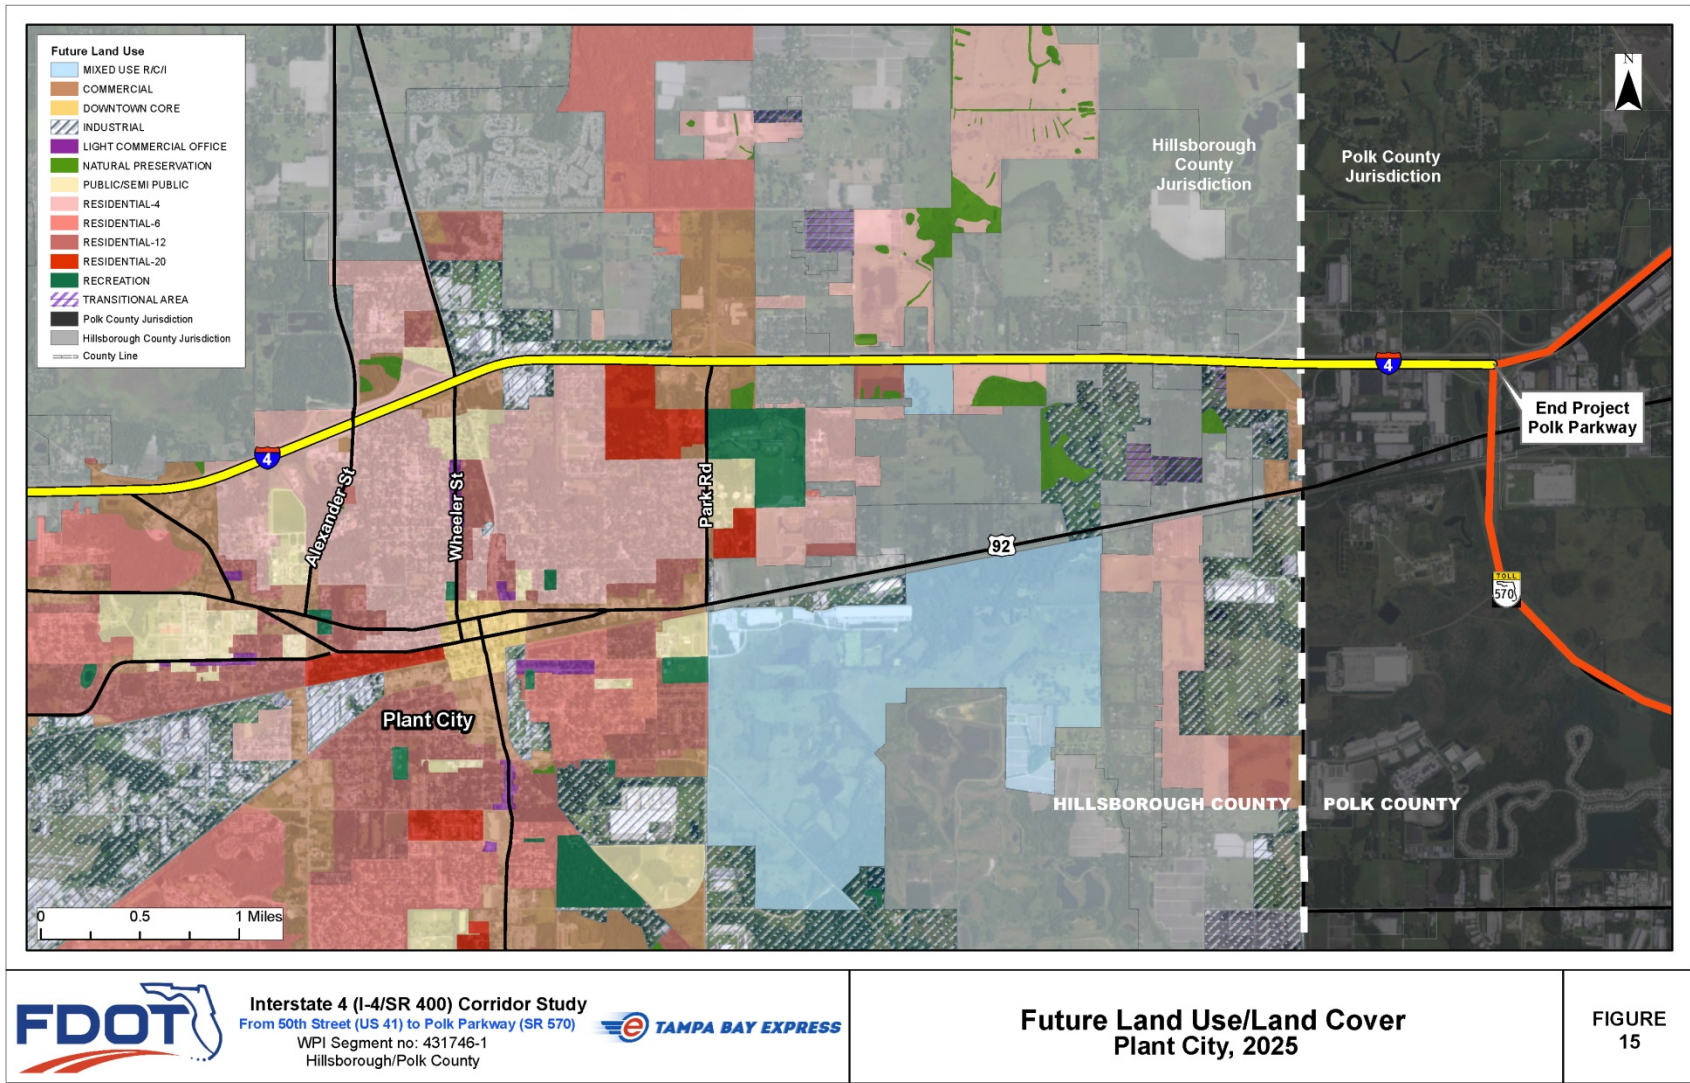 Future Land Use
MIXED USE R/C/I
COMMERCIAL
DOWNTOWN CORE
INDUSTRIAL
LIGHT COMMERCIAL OFFICE
NATURAL PRESERVATION
PUBLIC/SEMI PUBLIC
RESIDENTIAL-4
RESIDENTIAL-6
RESIDENTIAL-12
RESIDENTIAL-20
RECREATION
TRANSITIONAL AREA
Polk County Jurisdiction
Hillsborough County Jurisdiction
County Line
N
Hillsborough
County
Jurisdiction
Polk County
Jurisdiction
4
4
End Project
Polk Parkway
Alexander St
Wheeler St
Park Rd
92
TOLL
570
Plant City
HILLSBOROUGH COUNTY
POLK COUNTY
0 0.5 1 Miles
FDOT
Interstate 4 (I-4/SR 400) Corridor Study
From 50th Street (US 41) to Polk Parkway (SR 570)
WPI Segment no: 431746-1
Hillsborough/Polk County
e TAMPA BAY EXPRESS
Future Land Use/Land Cover
Plant City, 2025
FIGURE
15